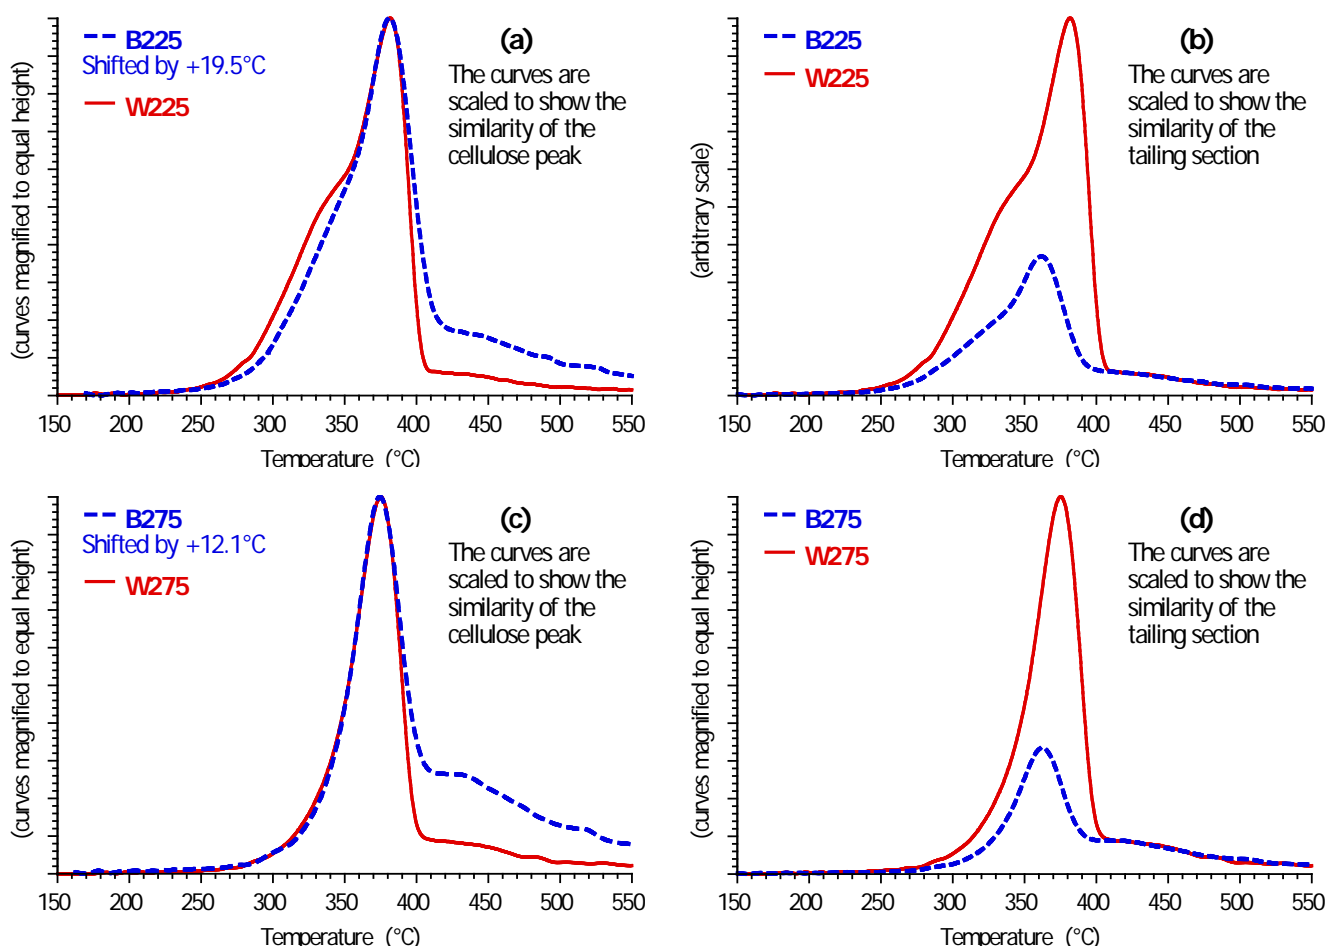 (curves magnified to equal height)
B225
Shifted by +19.5°C
W225
(a)
The curves are
scaled to show the
similarity of the
cellulose peak
150 200 250 300 350 400 450 500 550
Temperature (°C)
(arbitrary scale)
B225
W225
(b)
The curves are
scaled to show the
similarity of the
tailing section
150 200 250 300 350 400 450 500 550
Temperature (°C)
(curves magnified to equal height)
B275
Shifted by +12.1°C
W275
(c)
The curves are
scaled to show the
similarity of the
cellulose peak
150 200 250 300 350 400 450 500 550
Temperature (°C)
(curves magnified to equal height)
B275
W275
(d)
The curves are
scaled to show the
similarity of the
tailing section
150 200 250 300 350 400 450 500 550
Temperature (°C)